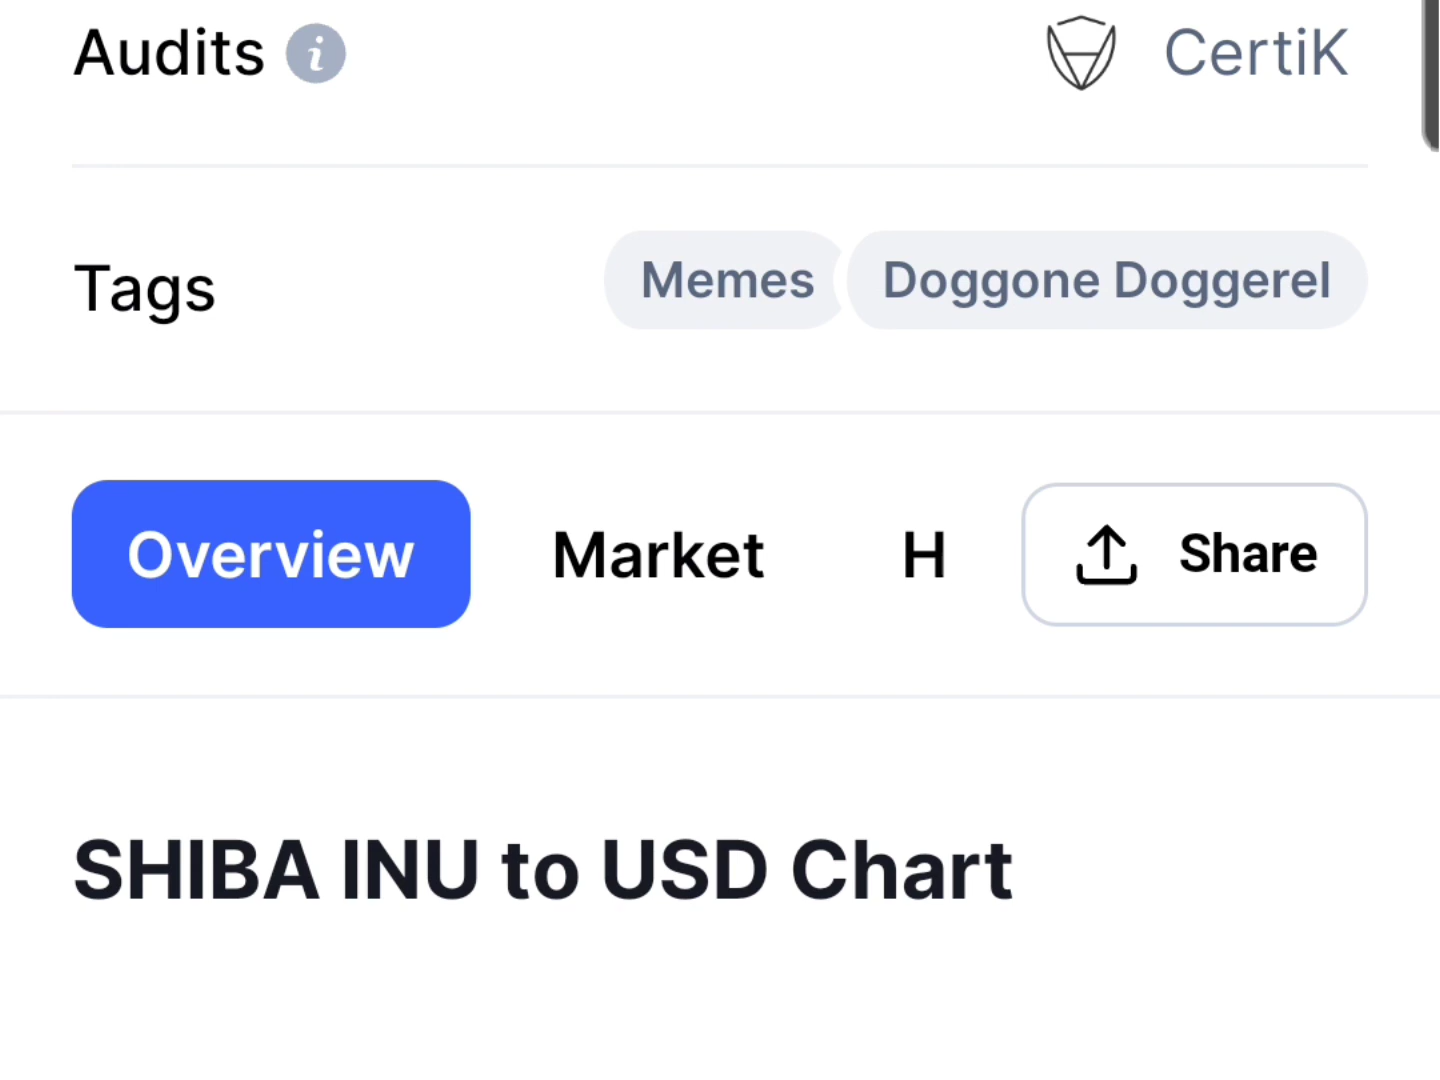 Audits i CertiK
Tags Memes Doggone Doggerel
Overview Market H Share
SHIBA INU to USD Chart